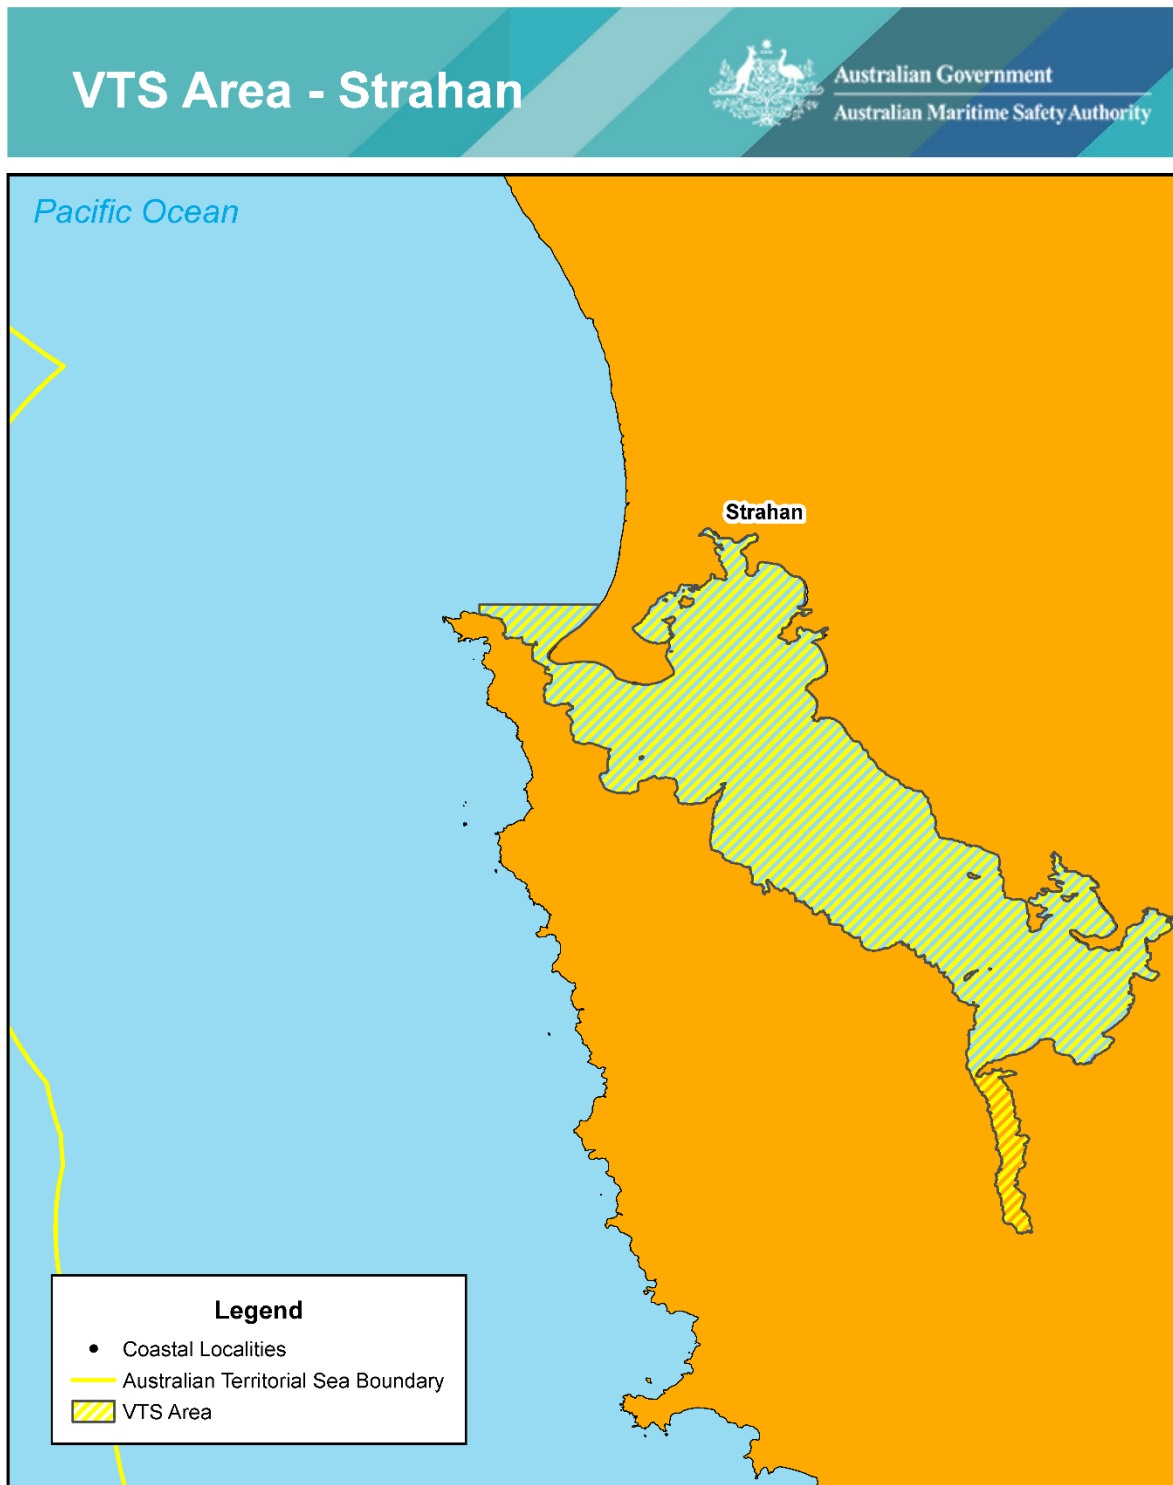 VTS Area - Strahan
Australian Government
Australian Maritime Safety Authority
Pacific Ocean
Strahan
Legend
Coastal Localities
Australian Territorial Sea Boundary
VTS Area